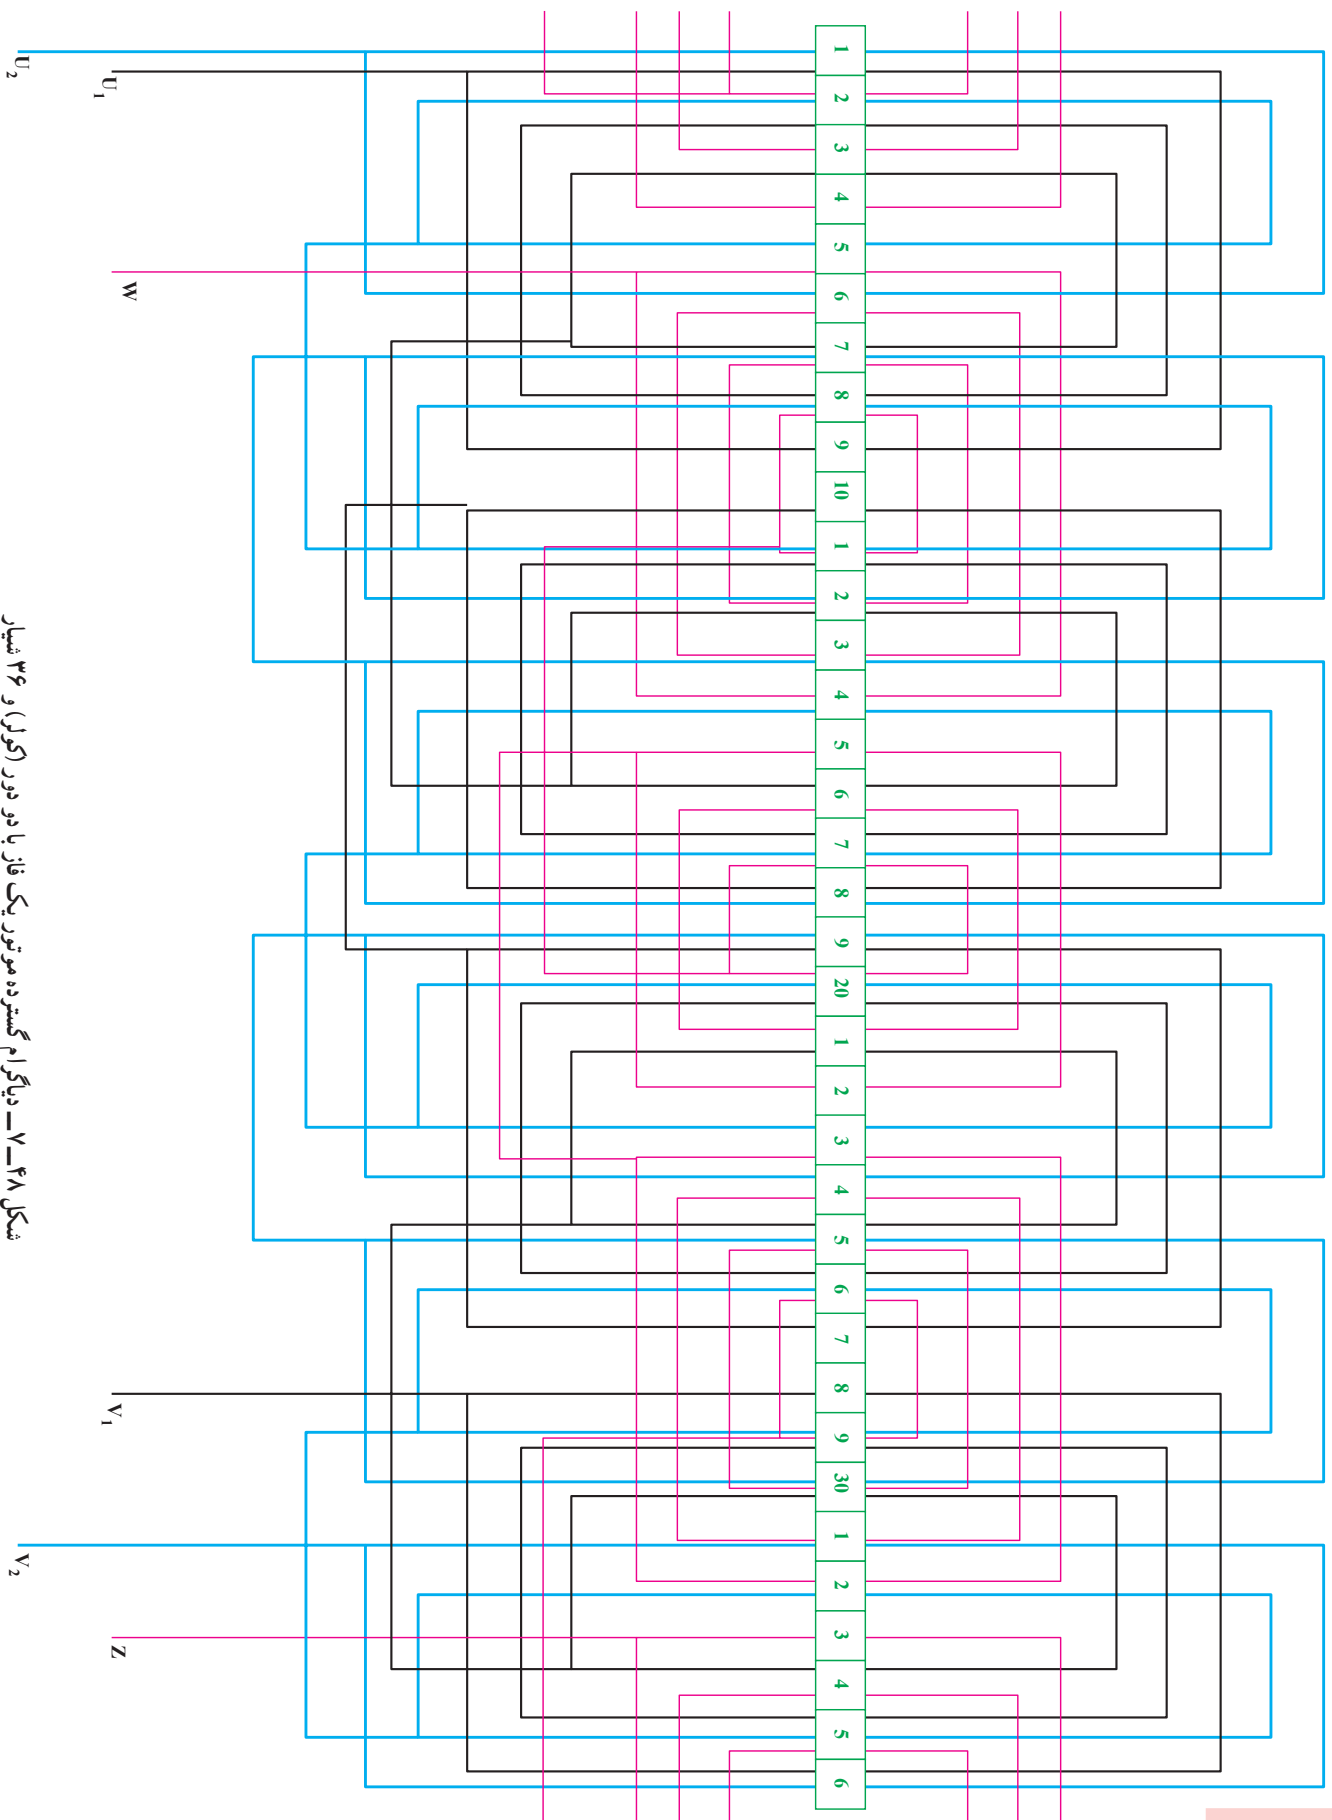 1 2 3 4 5 6 7 8 9 10 1 2 3 4 5 6 7 8 9 20 1 2 3 4 5 6 7 8 9 30 1 2 3 4 5 6
U₁ W V₁ Z
U₂ V₂
شکل ۴۸–۷– دیاگرام گسترده موتور یک فاز با دو دور (کولر) و ۳۶ شیار